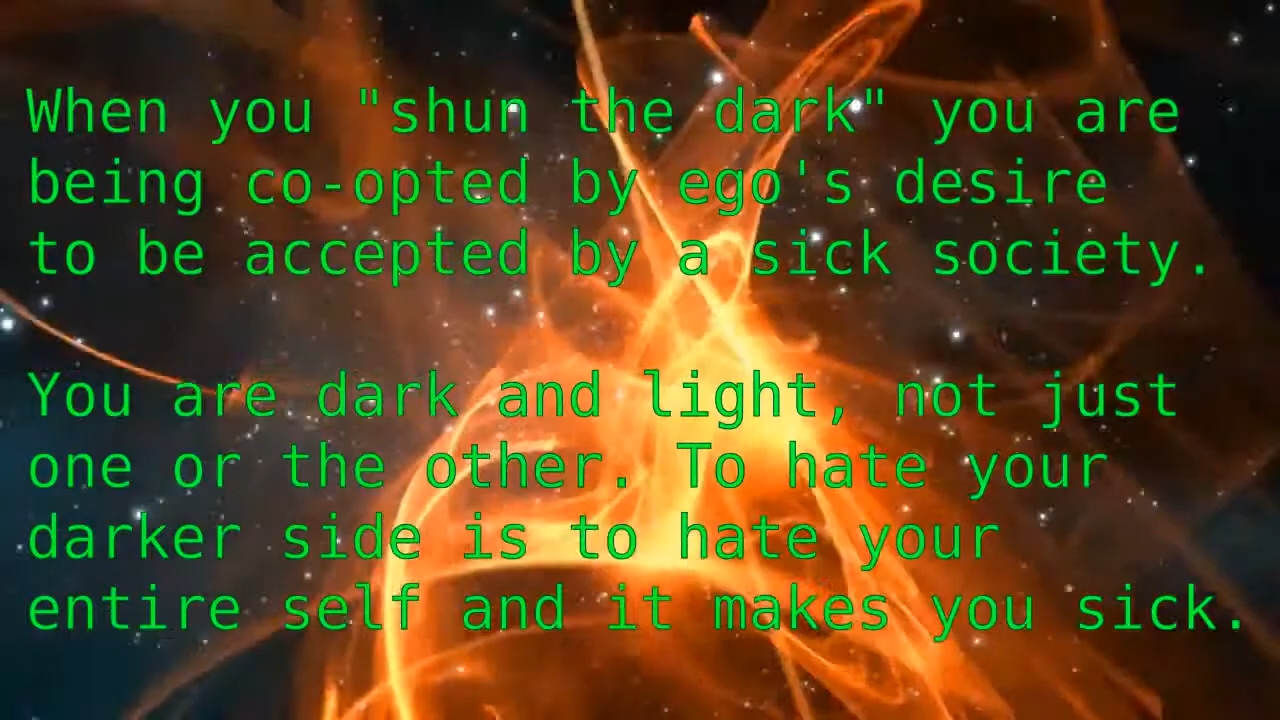 When you "shun the dark" you are
being co-opted by ego's desire
to be accepted by a sick society.
You are dark and light, not just
one or the other. To hate your
darker side is to hate your
entire self and it makes you sick.